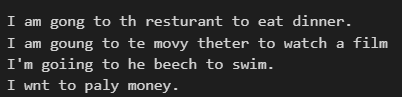 I am gong to th resturant to eat dinner.
I am goung to te movy theter to watch a film
I'm goiing to he beech to swim.
I wnt to paly money.